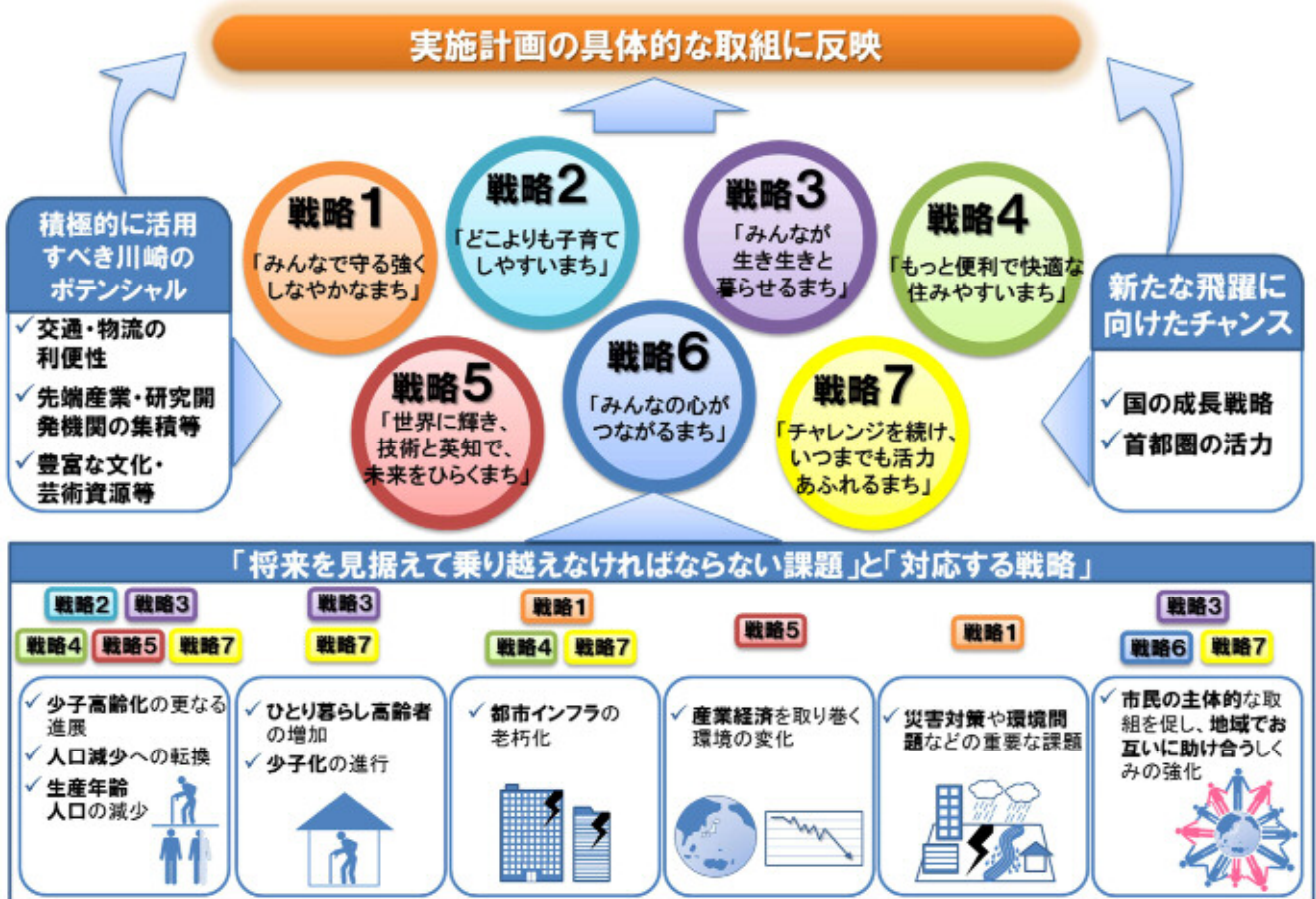 実施計画の具体的な取組に反映
積極的に活用
すべき川崎の
ポテンシャル
✓交通・物流の
利便性
✓先端産業・研究開
発機関の集積等
✓豊富な文化・
芸術資源等
戦略1
「みんなで守る強く
しなやかなまち」
戦略2
「どこよりも子育て
しやすいまち」
戦略3
「みんなが
生き生きと
暮らせるまち」
戦略4
「もっと便利で快適な
住みやすいまち」
戦略5
「世界に輝き、
技術と英知で、
未来をひらくまち」
戦略6
「みんなの心が
つながるまち」
戦略7
「チャレンジを続け、
いつまでも活力
あふれるまち」
新たな飛躍に
向けたチャンス
✓国の成長戦略
✓首都圏の活力
「将来を見据えて乗り越えなければならない課題」と「対応する戦略」
戦略2 戦略3
戦略4 戦略5 戦略7
✓少子高齢化の更なる
進展
✓人口減少への転換
✓生産年齢
人口の減少
戦略3
戦略7
✓ひとり暮らし高齢者
の増加
✓少子化の進行
戦略1
戦略4 戦略7
✓都市インフラの
老朽化
戦略5
✓産業経済を取り巻く
環境の変化
戦略1
✓災害対策や環境問
題などの重要な課題
戦略3
戦略6 戦略7
✓市民の主体的な取
組を促し、地域でお
互いに助け合うしく
みの強化